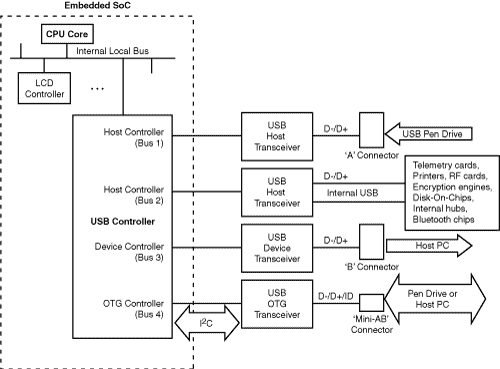 Embedded SoC
CPU Core
Internal Local Bus
LCD
Controller
...
Host Controller
(Bus 1)
USB
Host
Transceiver
D-/D+
'A' Connector
USB Pen Drive
Host Controller
(Bus 2)
USB
Host
Transceiver
D-/D+
Internal USB
Telemetry cards,
Printers, RF cards,
Encryption engines,
Disk-On-Chips,
Internal hubs,
Bluetooth chips
USB Controller
Device Controller
(Bus 3)
USB
Device
Transceiver
D-/D+
'B' Connector
Host PC
OTG Controller
(Bus 4)
I²C
USB
OTG
Transceiver
D-/D+/ID
'Mini-AB'
Connector
Pen Drive or
Host PC